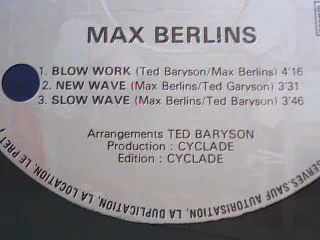 MAX BERLINS
1. BLOW WORK (Ted Baryson/Max Berlins) 4'16
2. NEW WAVE (Max Berlins/Ted Garyson) 3'31
3. SLOW WAVE (Max Berlins/Ted Baryson) 3'46
Arrangements TED BARYSON
Production : CYCLADE
Edition : CYCLADE
SERVES.SAUF AUTORISATION, LA DUPLICATION, LA LOCATION, LE PRET,